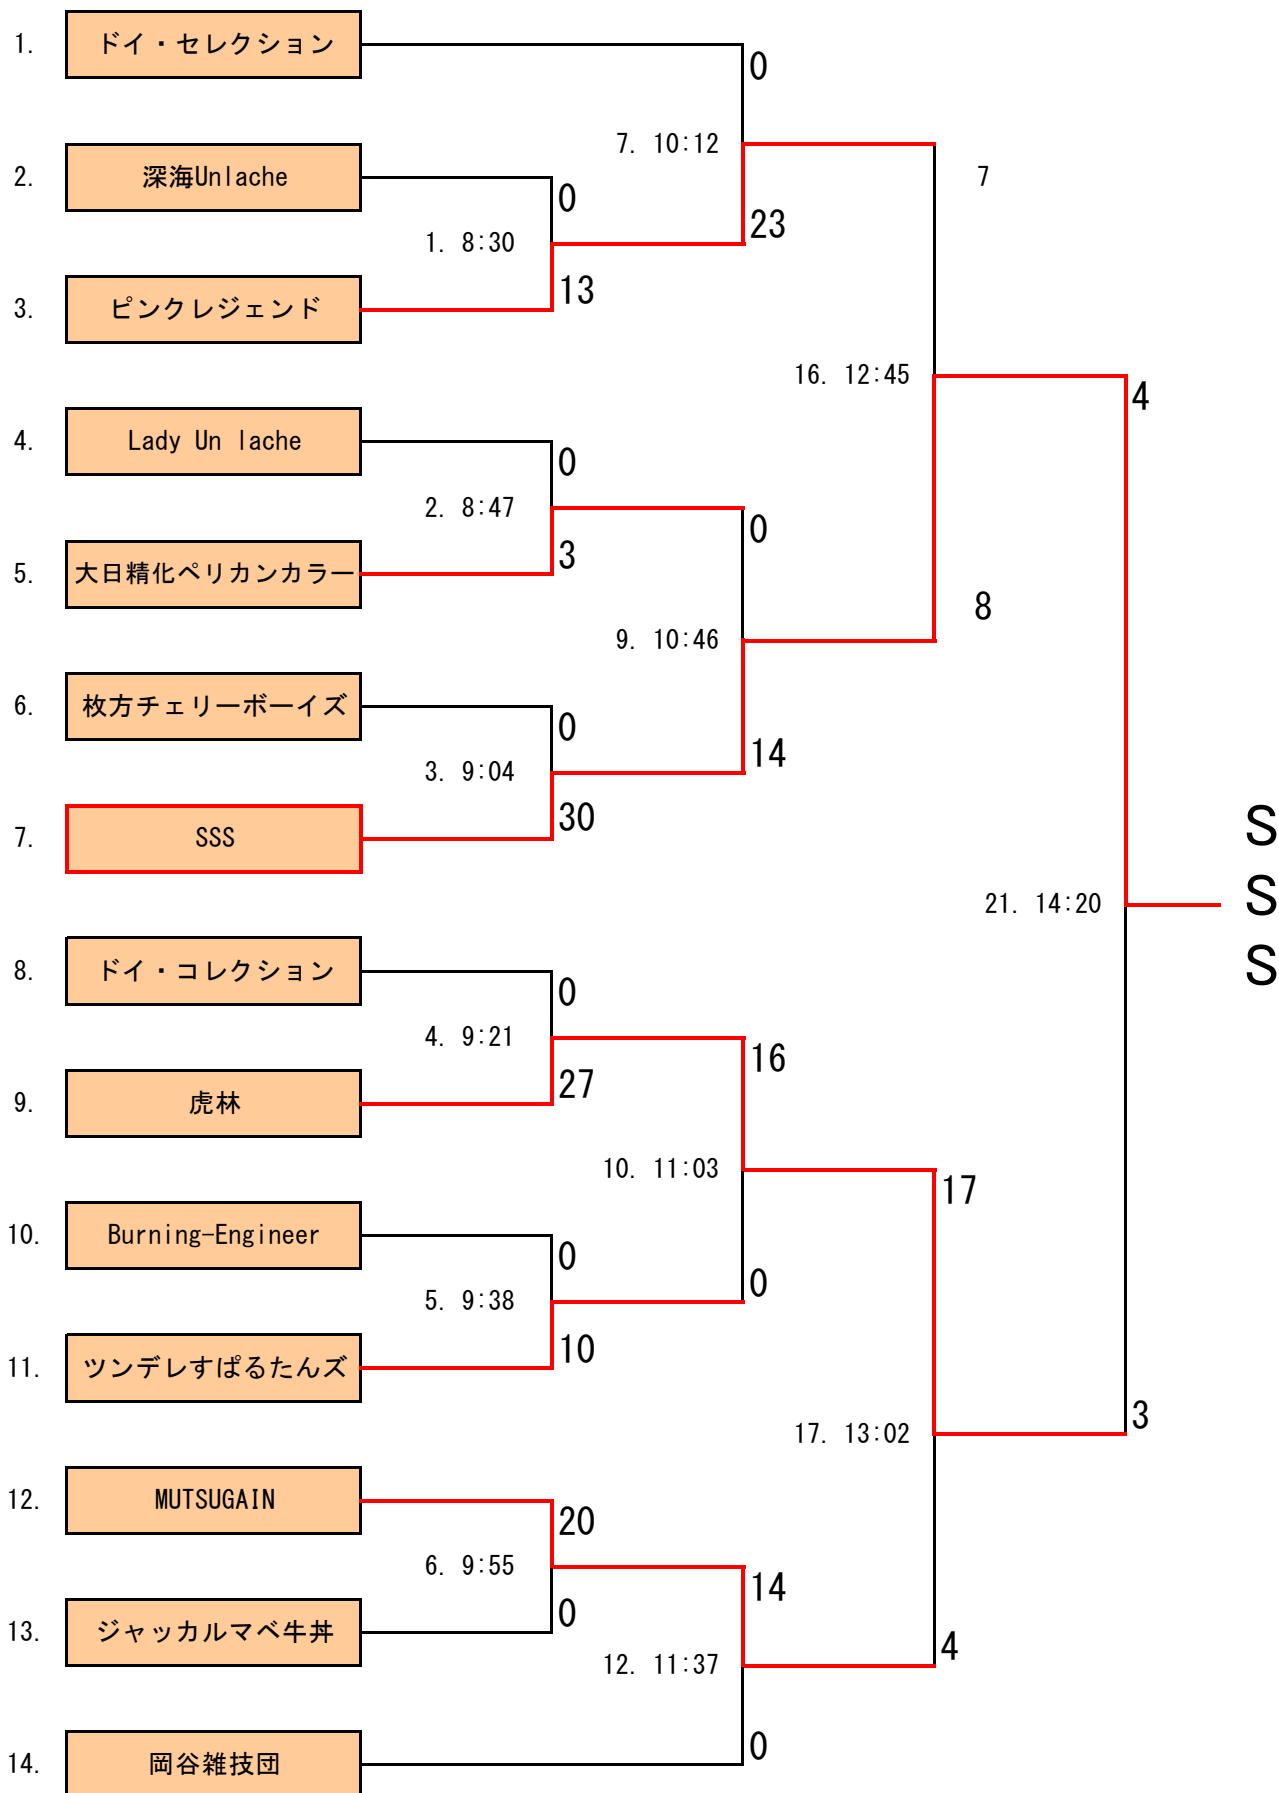 1. ドイ・セレクション
0
7. 10:12
7
2. 深海Unlache
0
23
1. 8:30
13
3. ピンクレジェンド
16. 12:45
4
4. Lady Un lache
0
2. 8:47
0
3
5. 大日精化ペリカンカラー
8
9. 10:46
6. 枚方チェリーボーイズ
0
14
3. 9:04
30
7. SSS
S
S
S
21. 14:20
8. ドイ・コレクション
0
4. 9:21
16
27
9. 虎林
10. 11:03
17
10. Burning-Engineer
0
0
5. 9:38
10
11. ツンデレすぱるたんズ
3
17. 13:02
12. MUTSUGAIN
20
6. 9:55
14
0
13. ジャッカルマベ牛丼
4
12. 11:37
0
14. 岡谷雑技団